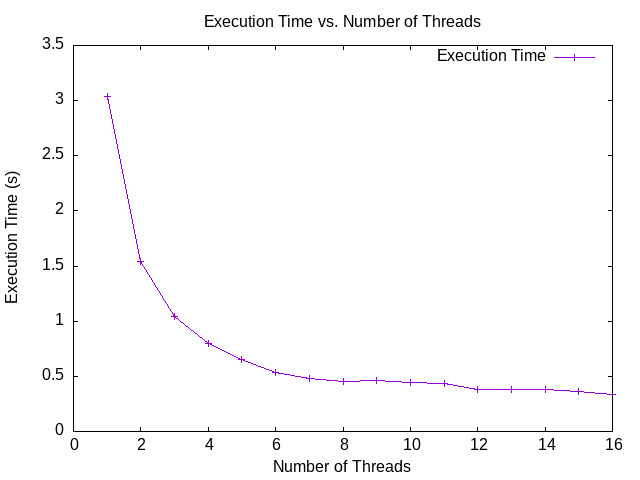 Execution Time vs. Number of Threads
3.5
3
2.5
2
1.5
1
0.5
0
0 2 4 6 8 10 12 14 16
Execution Time
Execution Time (s)
Number of Threads